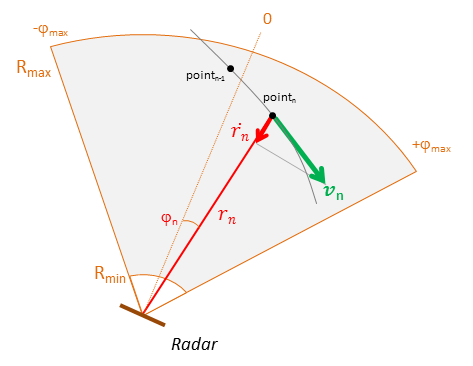 0
-φmax
Rmax
pointn-1
pointn
ṙn
+φmax
vn
φn
rn
Rmin
Radar